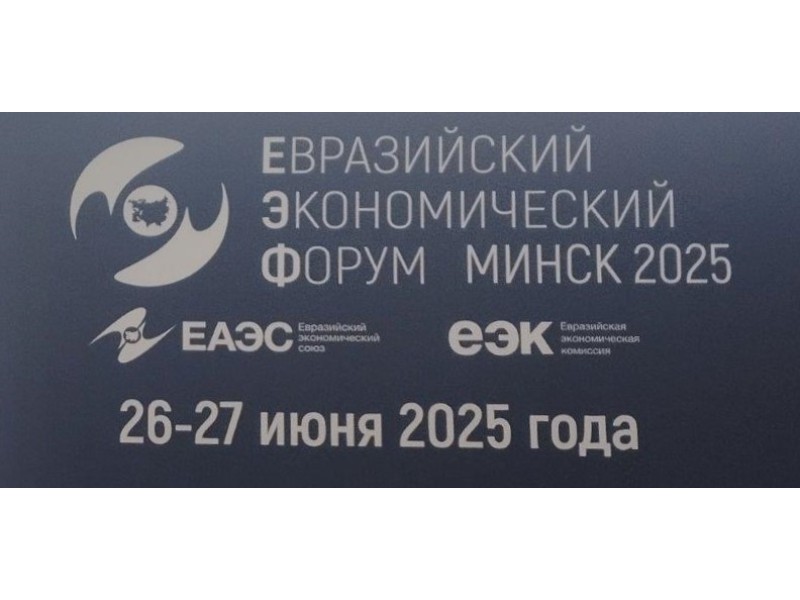 ЕВРАЗИЙСКИЙ
ЭКОНОМИЧЕСКИЙ
ФОРУМ МИНСК 2025
ЕАЭС Евразийский
экономический
союз
еэк Евразийская
экономическая
комиссия
26-27 июня 2025 года